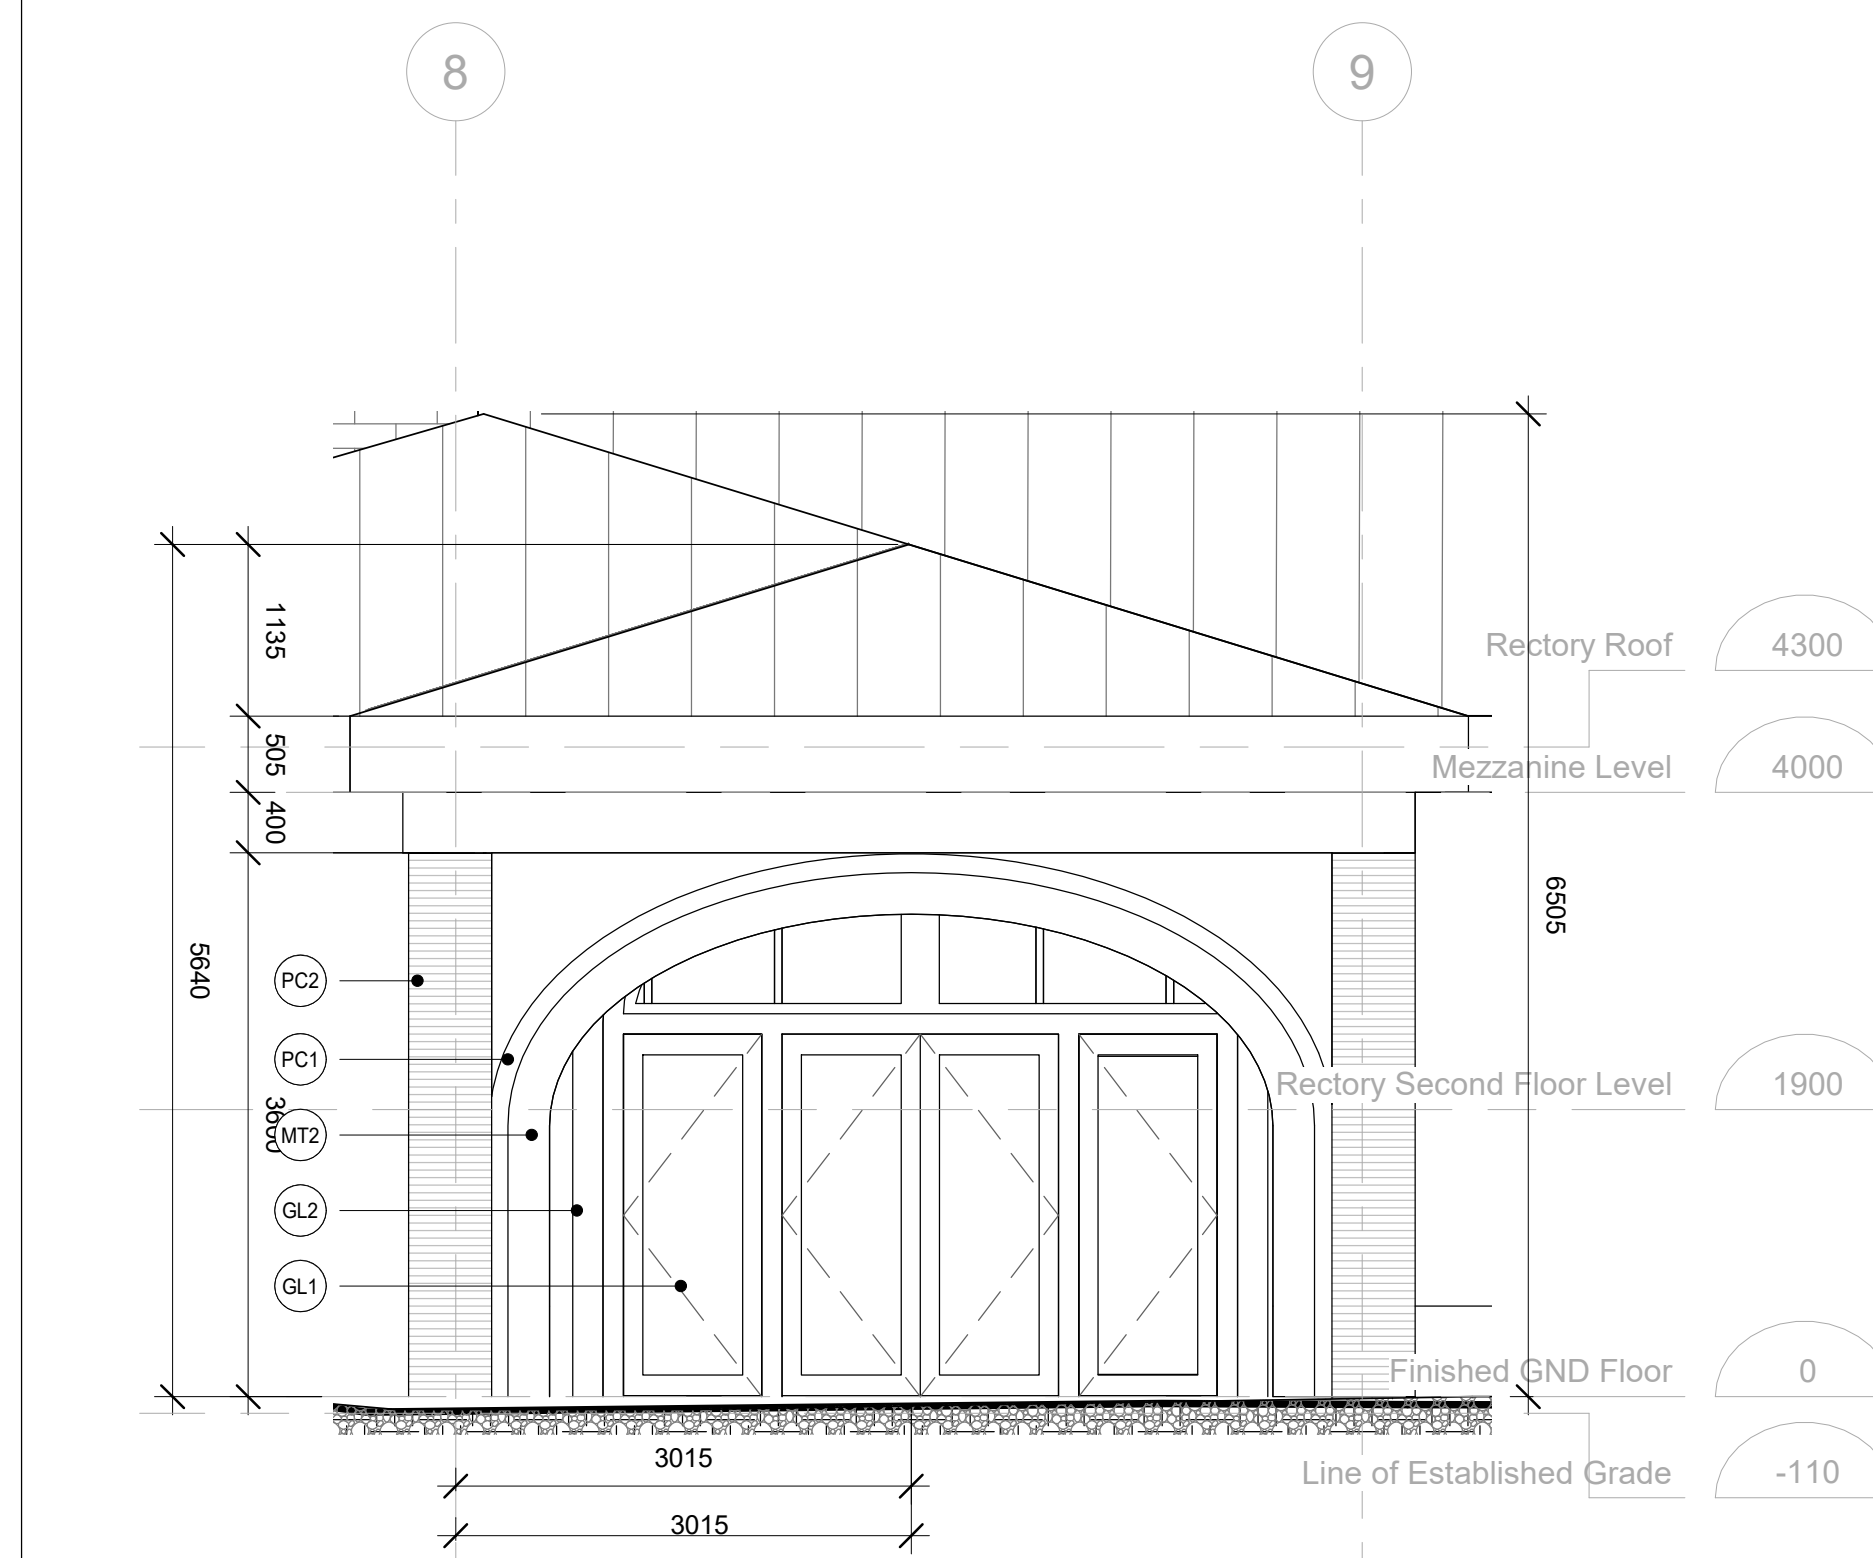 8
9
1135
Rectory Roof 4300
505
Mezzanine Level 4000
400
6505
5640
PC2
PC1
Rectory Second Floor Level 1900
3600
MT2
GL2
GL1
Finished GND Floor 0
3015
Line of Established Grade -110
3015